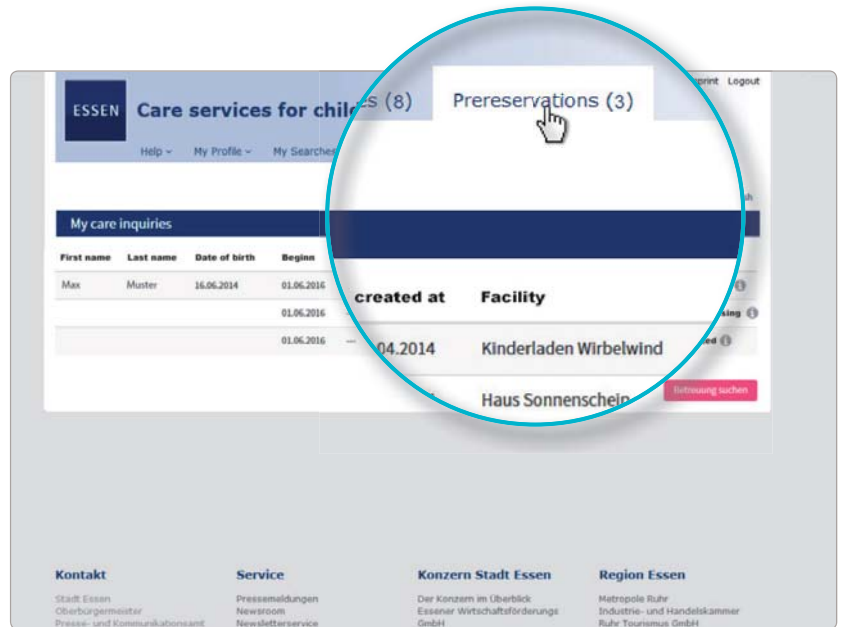 print Logout
ESSEN Care services for chil
es (8) Prereservations (3)
Help My Profile My Searches
My care inquiries
First name Last name Date of birth Beginn
created at Facility
Max Muster 16.06.2014 01.06.2016
01.06.2016 ---
01.06.2016 ---
04.2014 Kinderladen Wirbelwind
Haus Sonnenschein
Betreuung suchen
Kontakt Service Konzern Stadt Essen Region Essen
Stadt Essen Pressemeldungen Der Konzern im Überblick Metropole Ruhr
Oberbürgermeister Newsroom Essener Wirtschaftsförderungs Industrie- und Handelskammer
Presse- und Kommunikationsamt Newsletterservice GmbH Ruhr Tourismus GmbH